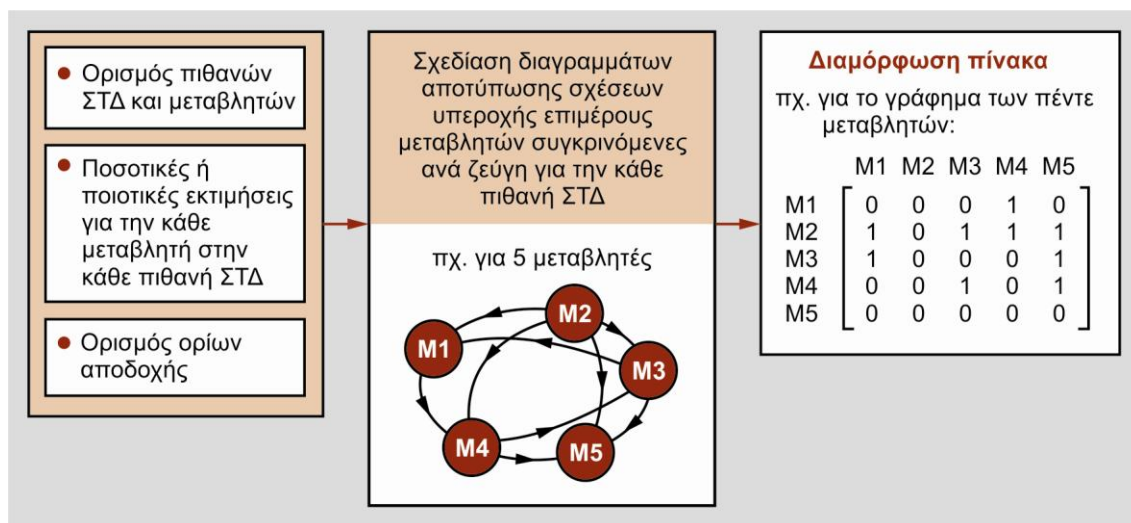 Ορισμός πιθανών
ΣΤΔ και μεταβλητών
Ποσοτικές ή
ποιοτικές εκτιμήσεις
για την κάθε
μεταβλητή στην
κάθε πιθανή ΣΤΔ
Ορισμός ορίων
αποδοχής
Σχεδίαση διαγραμμάτων
αποτύπωσης σχέσεων
υπεροχής επιμέρους
μεταβλητών συγκρινόμενες
ανά ζεύγη για την κάθε
πιθανή ΣΤΔ
πχ. για 5 μεταβλητές
M2
M1
M3
M4
M5
Διαμόρφωση πίνακα
πχ. για το γράφημα των πέντε
μεταβλητών:
M1 M2 M3 M4 M5
M1 0 0 0 1 0
M2 1 0 1 1 1
M3 1 0 0 0 1
M4 0 0 1 0 1
M5 0 0 0 0 0